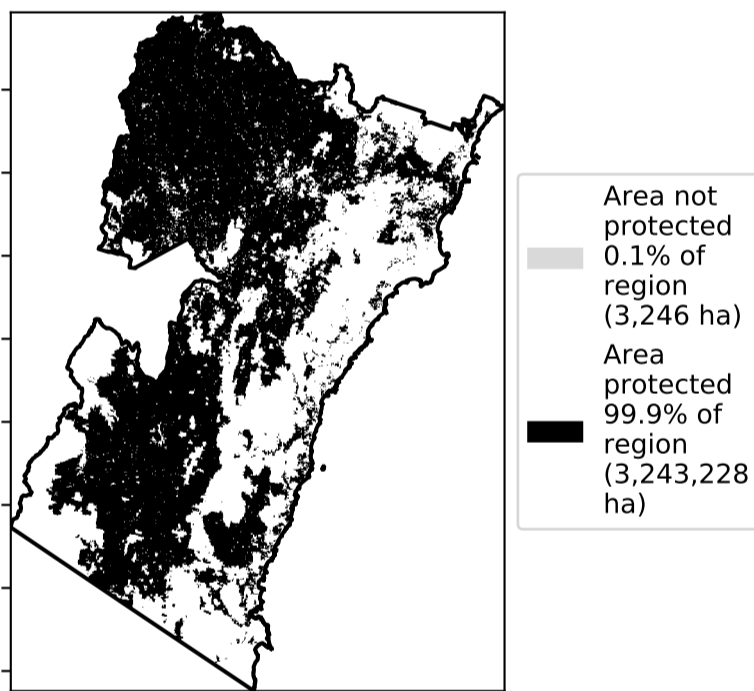 Area not
protected
0.1% of
region
(3,246 ha)
Area
protected
99.9% of
region
(3,243,228
ha)